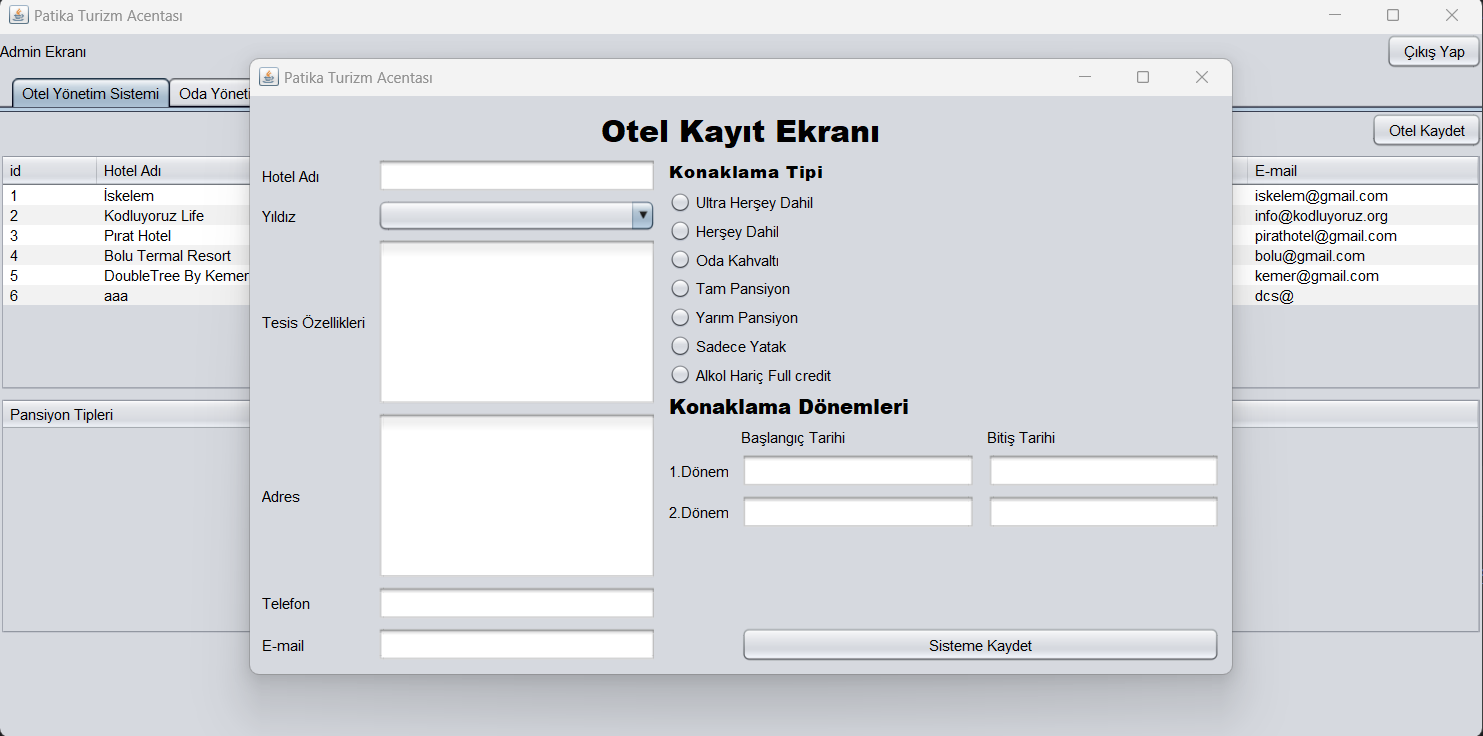 Patika Turizm Acentası
Admin Ekranı
Çıkış Yap
Otel Yönetim Sistemi
Oda Yöneti
Otel Kaydet
id Hotel Adı
E-mail
1 İskelem
iskelem@gmail.com
2 Kodluyoruz Life
info@kodluyoruz.org
3 Pırat Hotel
pirathotel@gmail.com
4 Bolu Termal Resort
bolu@gmail.com
5 DoubleTree By Kemer
kemer@gmail.com
6 aaa
dcs@
Pansiyon Tipleri
Patika Turizm Acentası
Otel Kayıt Ekranı
Hotel Adı
Yıldız
Tesis Özellikleri
Adres
Telefon
E-mail
Konaklama Tipi
Ultra Herşey Dahil
Herşey Dahil
Oda Kahvaltı
Tam Pansiyon
Yarım Pansiyon
Sadece Yatak
Alkol Hariç Full credit
Konaklama Dönemleri
Başlangıç Tarihi Bitiş Tarihi
1.Dönem
2.Dönem
Sisteme Kaydet